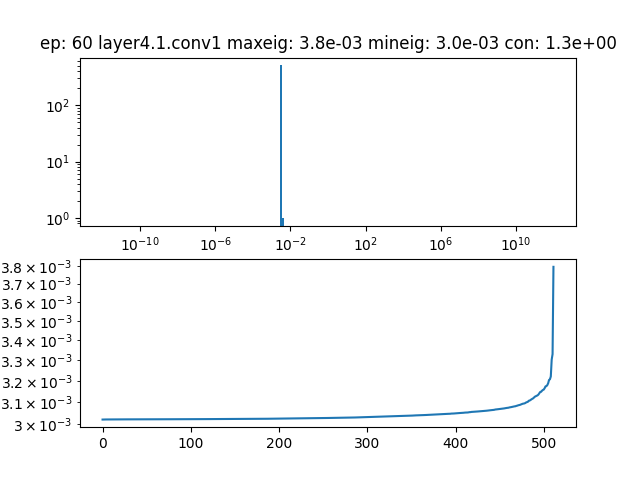 ep: 60 layer4.1.conv1 maxeig: 3.8e-03 mineig: 3.0e-03 con: 1.3e+00
10²
10¹
10⁰
10⁻¹⁰ 10⁻⁶ 10⁻² 10² 10⁶ 10¹⁰
3.8 × 10⁻³
3.7 × 10⁻³
3.6 × 10⁻³
3.5 × 10⁻³
3.4 × 10⁻³
3.3 × 10⁻³
3.2 × 10⁻³
3.1 × 10⁻³
3 × 10⁻³
0 100 200 300 400 500